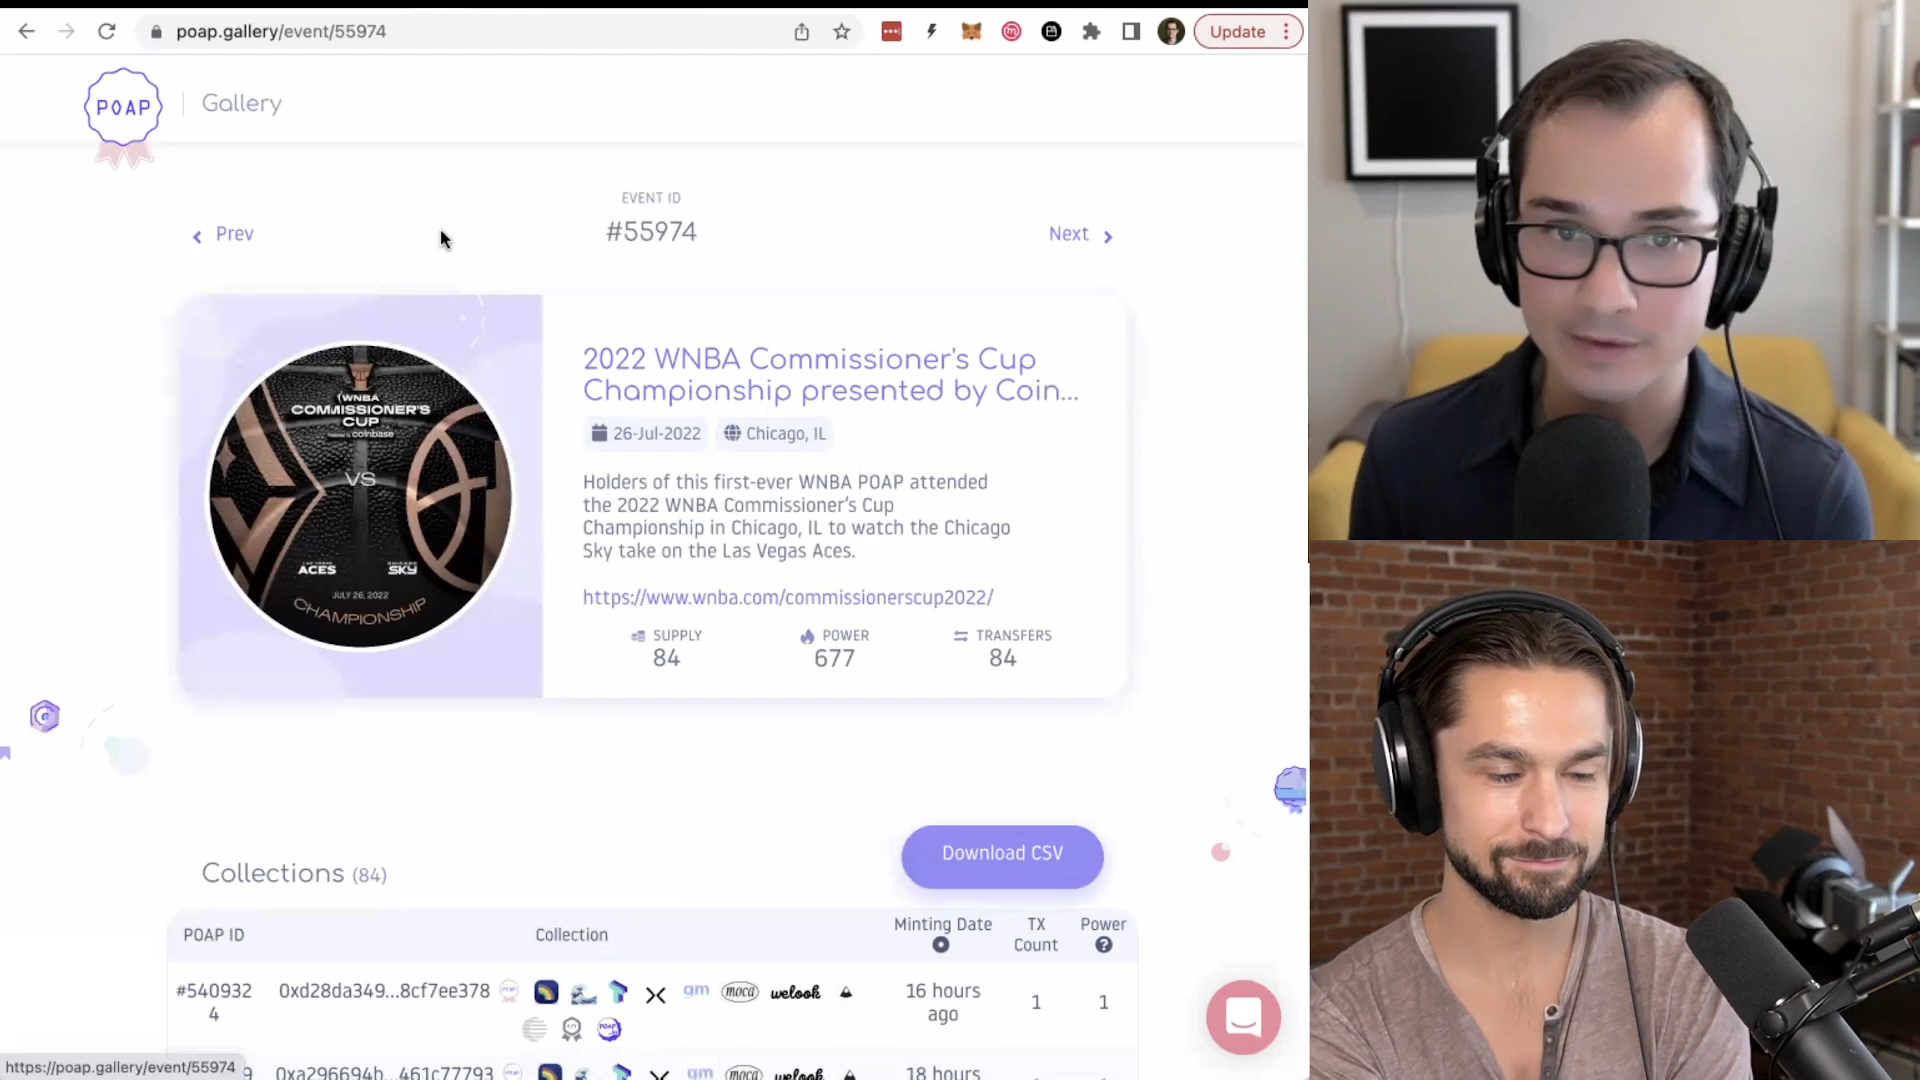 poap.gallery/event/55974
Update
POAP
Gallery
EVENT ID
Prev
#55974
Next
2022 WNBA Commissioner's Cup
Championship presented by Coin...
26-Jul-2022
Chicago, IL
WNBA
COMMISSIONER'S
CUP
coinbase
VS
ACES
SKY
JULY 26, 2022
CHAMPIONSHIP
Holders of this first-ever WNBA POAP attended
the 2022 WNBA Commissioner’s Cup
Championship in Chicago, IL to watch the Chicago
Sky take on the Las Vegas Aces.
https://www.wnba.com/commissionerscup2022/
SUPPLY
POWER
TRANSFERS
84
677
84
Download CSV
Collections (84)
POAP ID
Collection
Minting Date
TX
Count
Power
#540932
4
0xd28da349...8cf7ee378
gm
moca
welook
16 hours
ago
1
1
0xa296694b...461c77793
gm
moca
welook
18 hours
https://poap.gallery/event/55974